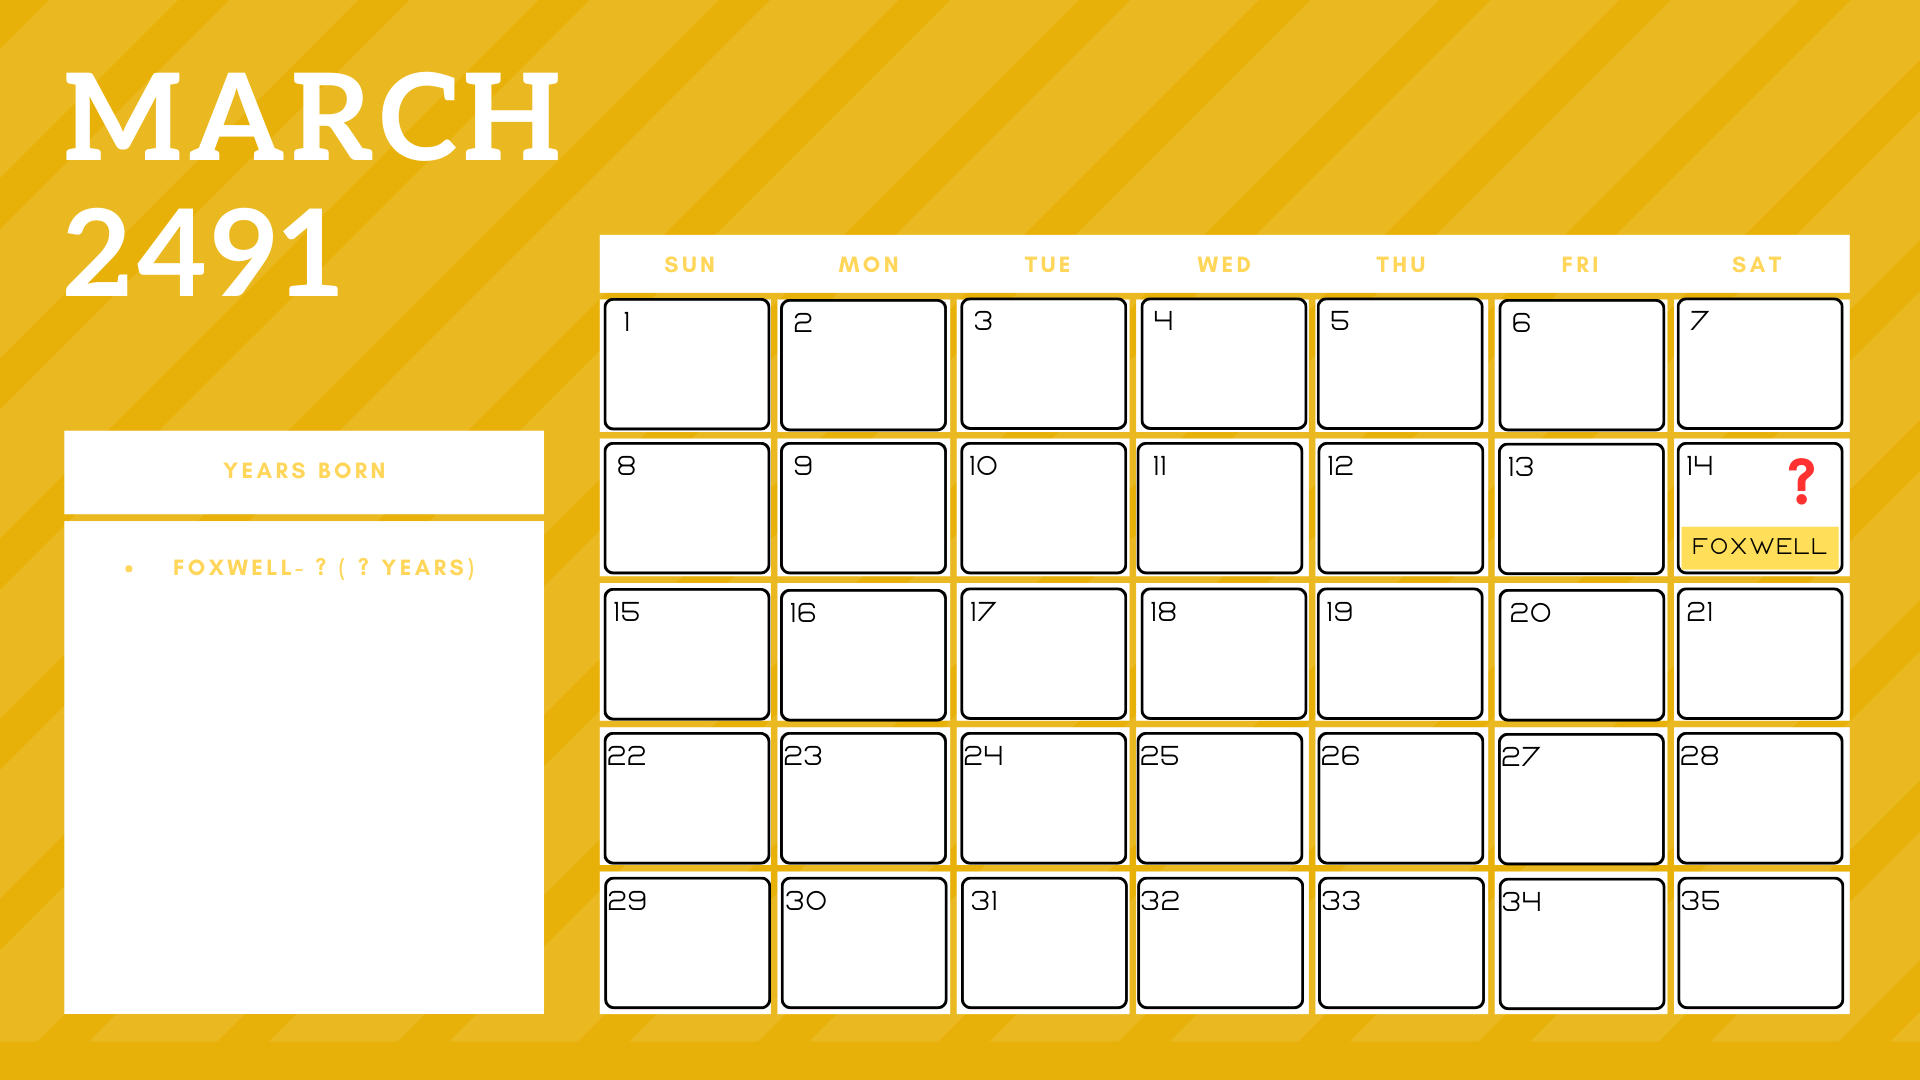 MARCH
2491
SUN MON TUE WED THU FRI SAT
1 2 3 4 5 6 7
YEARS BORN
8 9 10 11 12 13 14 ?
FOXWELL
• FOXWELL- ? ( ? YEARS)
15 16 17 18 19 20 21
22 23 24 25 26 27 28
29 30 31 32 33 34 35